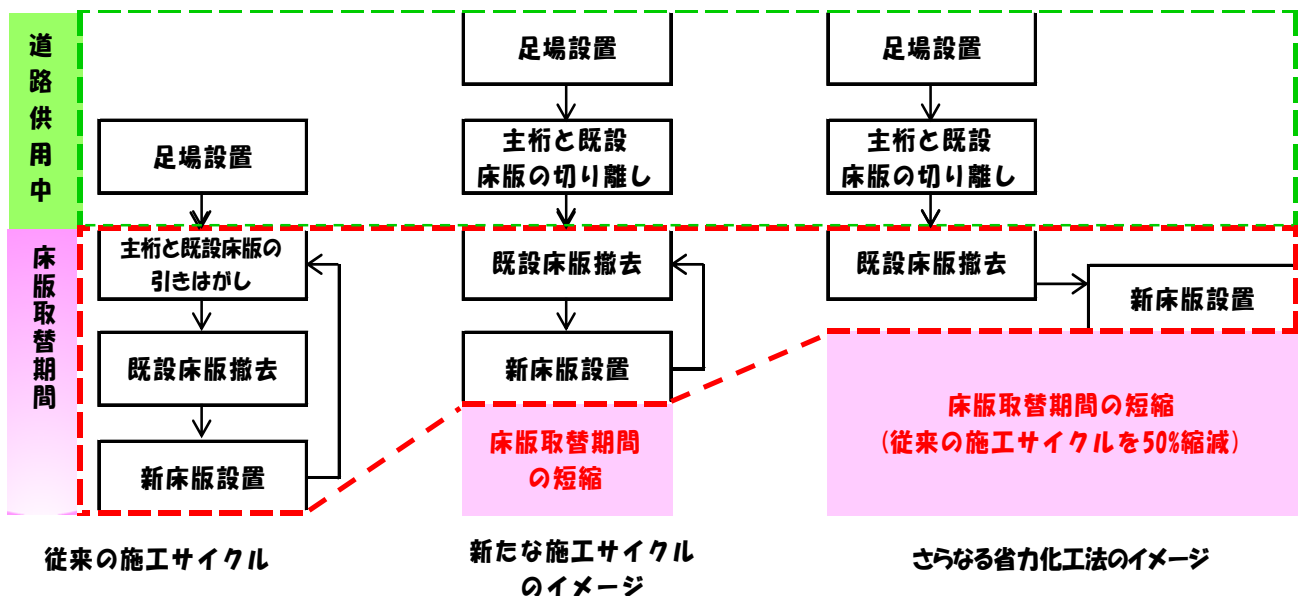 道路供用中
床版取替期間
足場設置
主桁と既設床版の
引きはがし
既設床版撤去
新床版設置
従来の施工サイクル
足場設置
主桁と既設
床版の切り離し
既設床版撤去
新床版設置
床版取替期間
の短縮
新たな施工サイクル
のイメージ
足場設置
主桁と既設
床版の切り離し
既設床版撤去
新床版設置
床版取替期間の短縮
(従来の施工サイクルを50%縮減)
さらなる省力化工法のイメージ